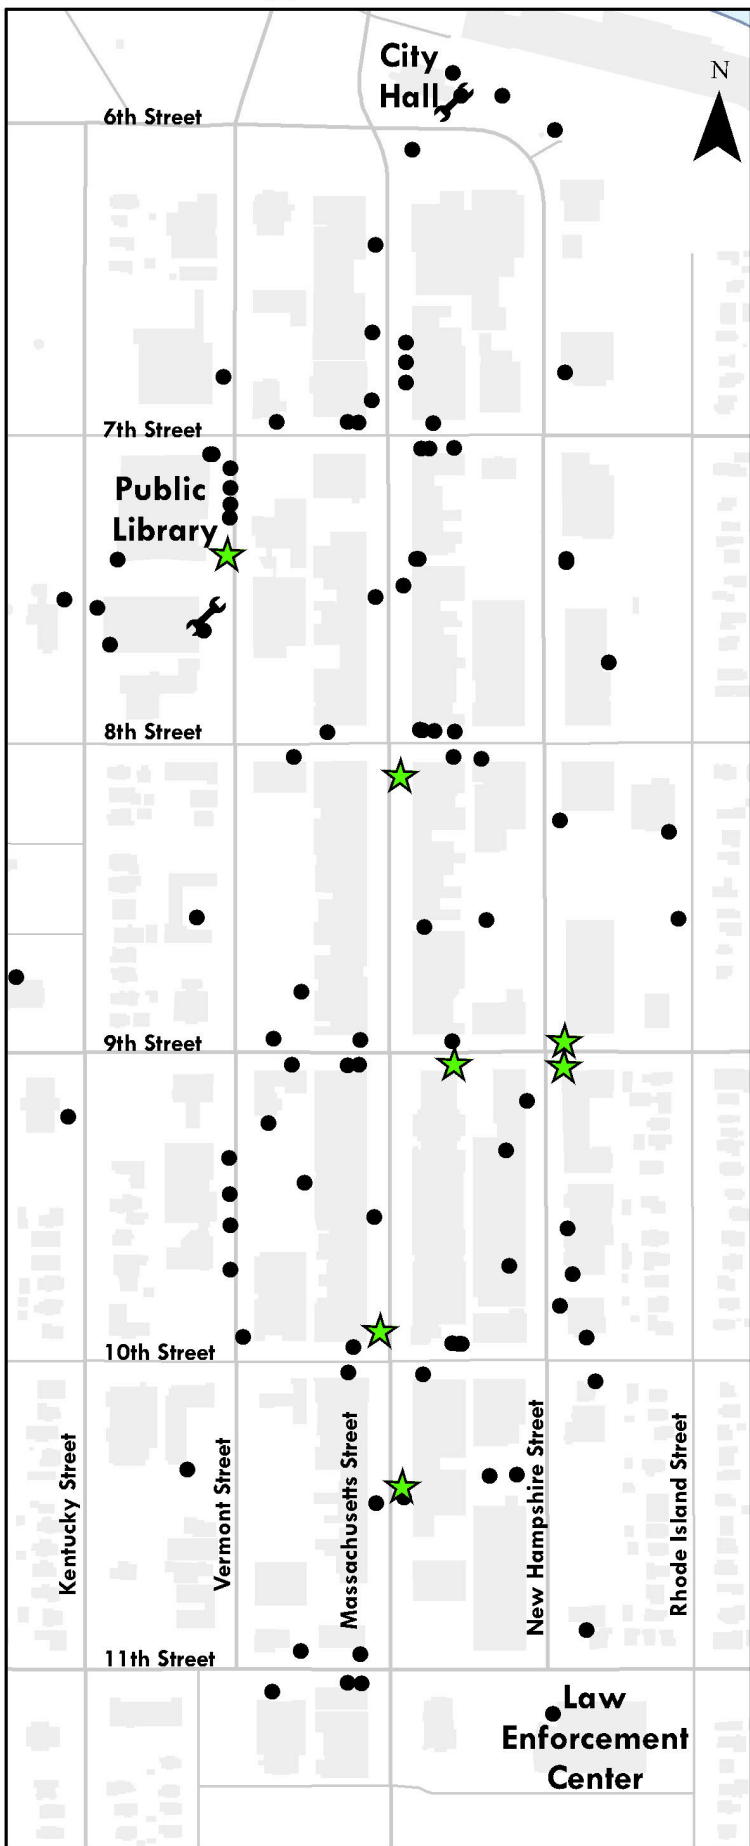 City
Hall
N
6th Street
7th Street
Public
Library
8th Street
9th Street
10th Street
Kentucky Street
Vermont Street
Massachusetts Street
New Hampshire Street
Rhode Island Street
11th Street
Law
Enforcement
Center